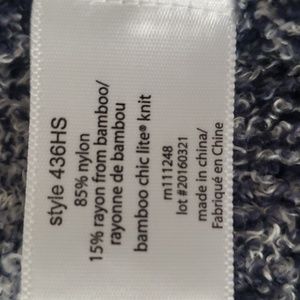 style 436HS
85% nylon
15% rayon from bamboo/
rayonne de bambou
bamboo chic lite® knit
m111248
lot #20160321
made in china/
Fabriqué en Chine